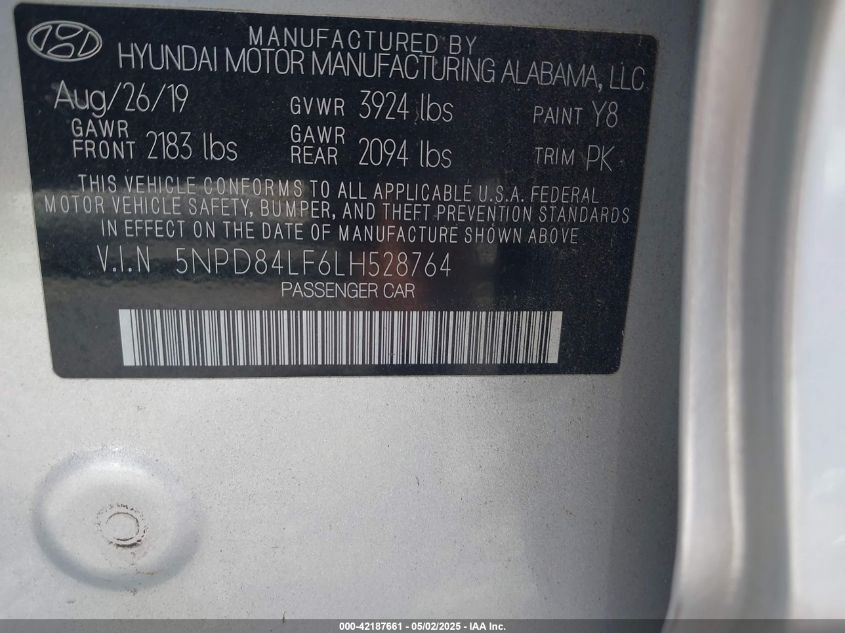 MANUFACTURED BY
HYUNDAI MOTOR MANUFACTURING ALABAMA, LLC
Aug/26/19 GVWR 3924 lbs PAINT Y8
GAWR FRONT 2183 lbs GAWR REAR 2094 lbs TRIM PK
THIS VEHICLE CONFORMS TO ALL APPLICABLE U.S.A. FEDERAL
MOTOR VEHICLE SAFETY, BUMPER, AND THEFT PREVENTION STANDARDS
IN EFFECT ON THE DATE OF MANUFACTURE SHOWN ABOVE.
V.I.N 5NPD84LF6LH528764
PASSENGER CAR
000-42187661 - 05/02/2025 - IAA Inc.